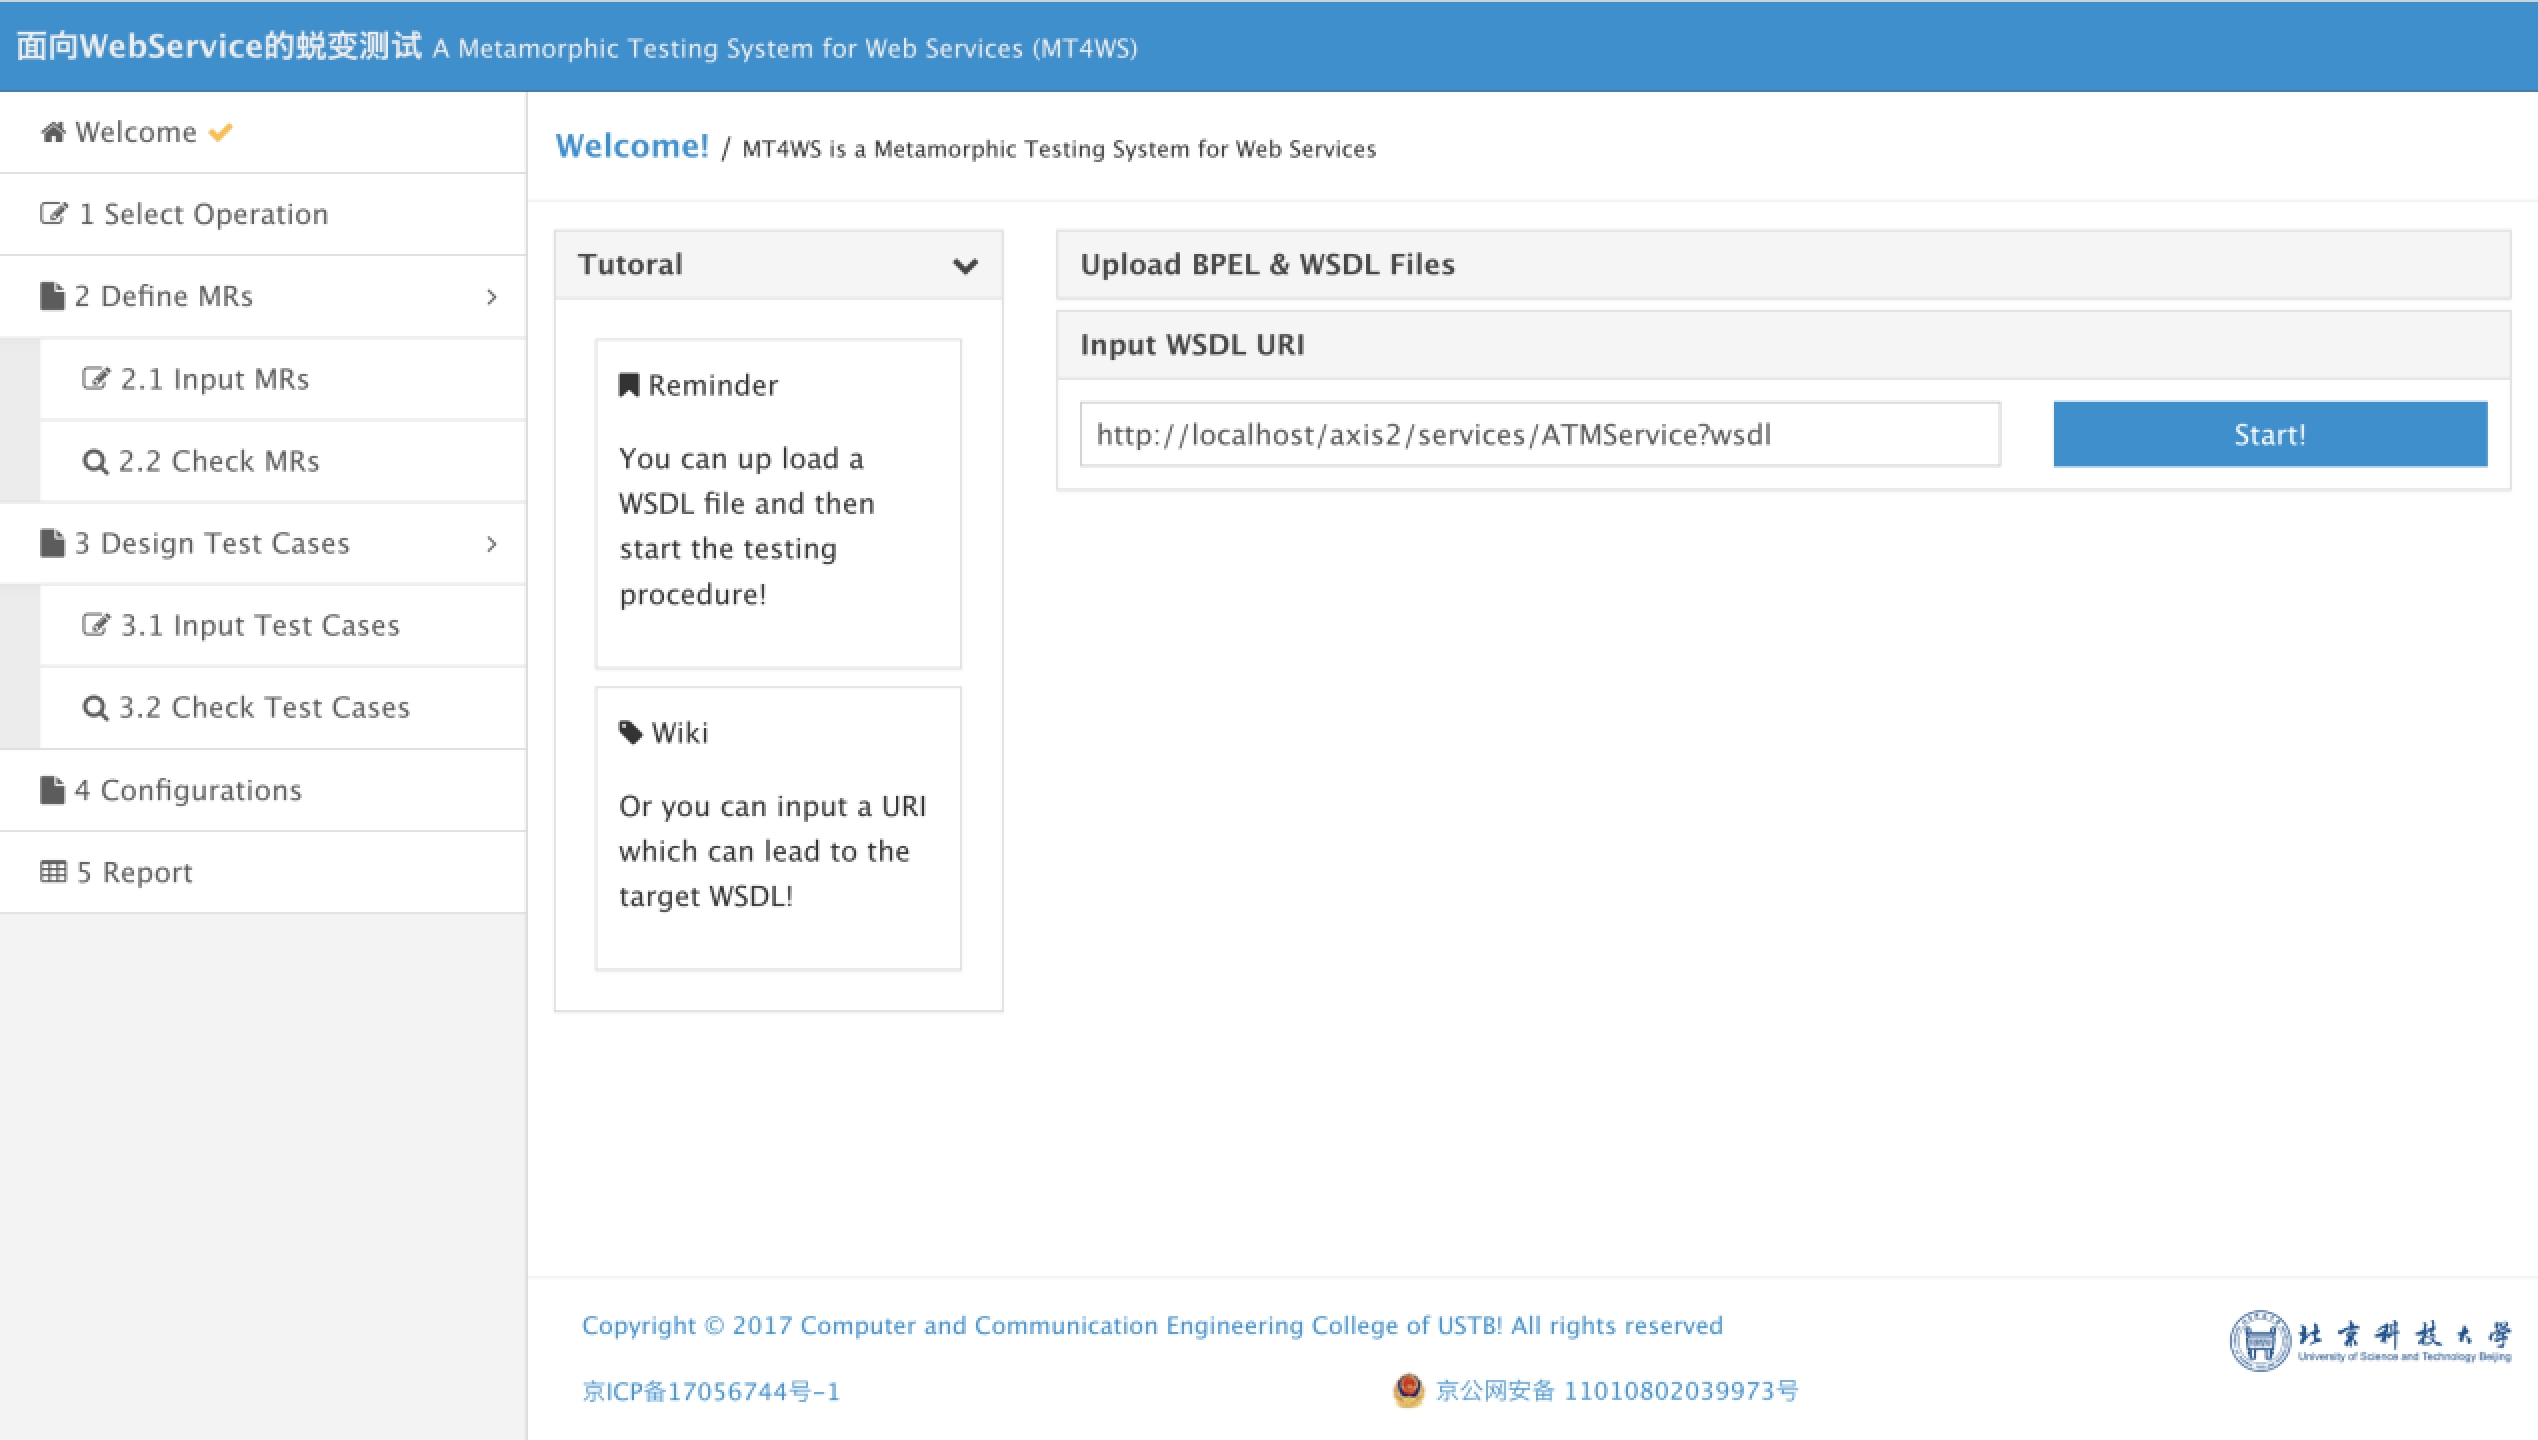 面向WebService的蜕变测试 A Metamorphic Testing System for Web Services (MT4WS)
Welcome
1 Select Operation
2 Define MRs
2.1 Input MRs
2.2 Check MRs
3 Design Test Cases
3.1 Input Test Cases
3.2 Check Test Cases
4 Configurations
5 Report
Welcome! / MT4WS is a Metamorphic Testing System for Web Services
Tutoral
Reminder
You can up load a
WSDL file and then
start the testing
procedure!
Wiki
Or you can input a URI
which can lead to the
target WSDL!
Upload BPEL & WSDL Files
Input WSDL URI
http://localhost/axis2/services/ATMService?wsdl
Start!
Copyright © 2017 Computer and Communication Engineering College of USTB! All rights reserved
京ICP备17056744号-1
京公网安备 11010802039973号
北京科技大学
University of Science and Technology Beijing